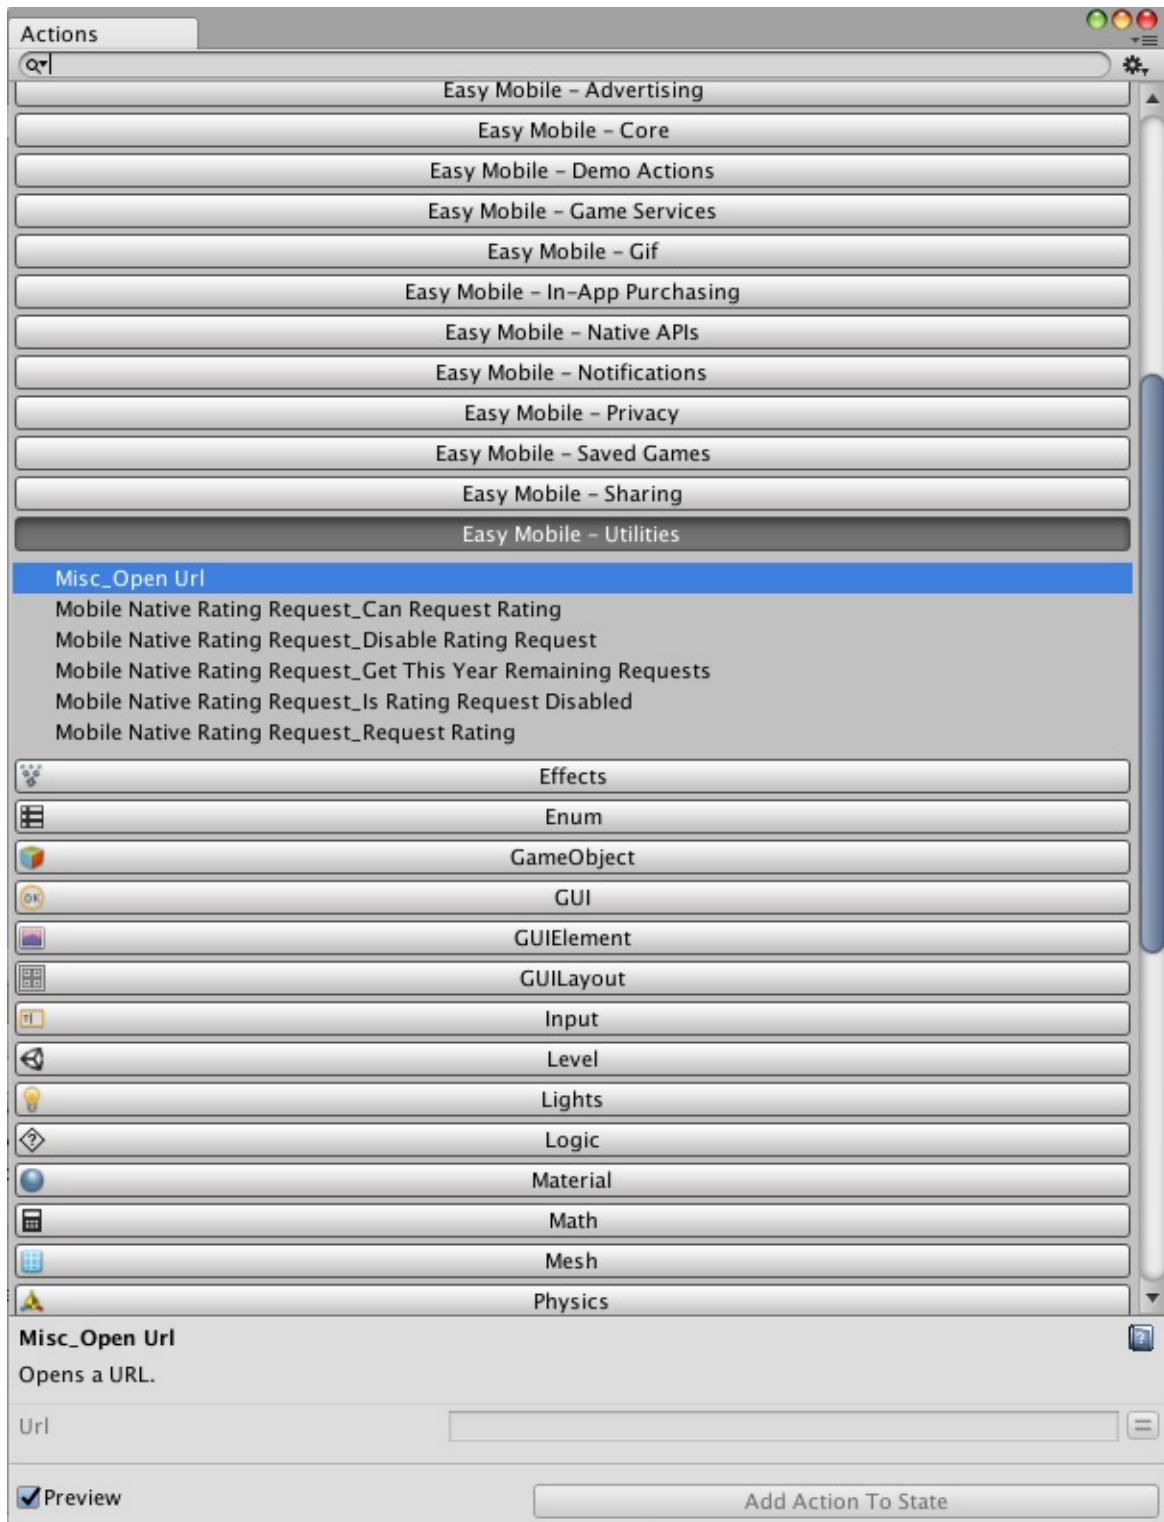 Actions
Easy Mobile – Advertising
Easy Mobile – Core
Easy Mobile – Demo Actions
Easy Mobile – Game Services
Easy Mobile – Gif
Easy Mobile – In-App Purchasing
Easy Mobile – Native APIs
Easy Mobile – Notifications
Easy Mobile – Privacy
Easy Mobile – Saved Games
Easy Mobile – Sharing
Easy Mobile – Utilities
Misc_Open Url
Mobile Native Rating Request_Can Request Rating
Mobile Native Rating Request_Disable Rating Request
Mobile Native Rating Request_Get This Year Remaining Requests
Mobile Native Rating Request_Is Rating Request Disabled
Mobile Native Rating Request_Request Rating
Effects
Enum
GameObject
OK GUI
GUIElement
GUILayout
Input
Level
Lights
Logic
Material
Math
Mesh
Physics
Misc_Open Url
Opens a URL.
Url
Preview
Add Action To State